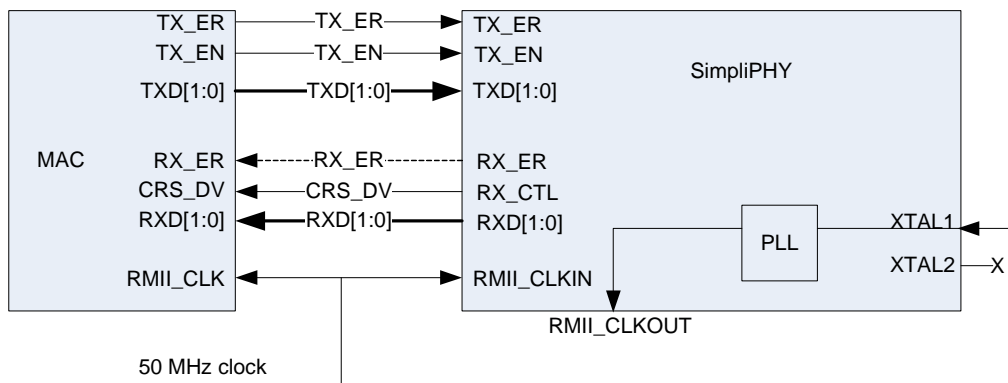 TX_ER TX_ER TX_ER
TX_EN TX_EN TX_EN
SimpliPHY
TXD[1:0] TXD[1:0] TXD[1:0]
MAC RX_ER RX_ER RX_ER
CRS_DV CRS_DV RX_CTL
RXD[1:0] RXD[1:0] RXD[1:0]
XTAL1
PLL
XTAL2 X
RMII_CLK RMII_CLKIN
RMII_CLKOUT
50 MHz clock